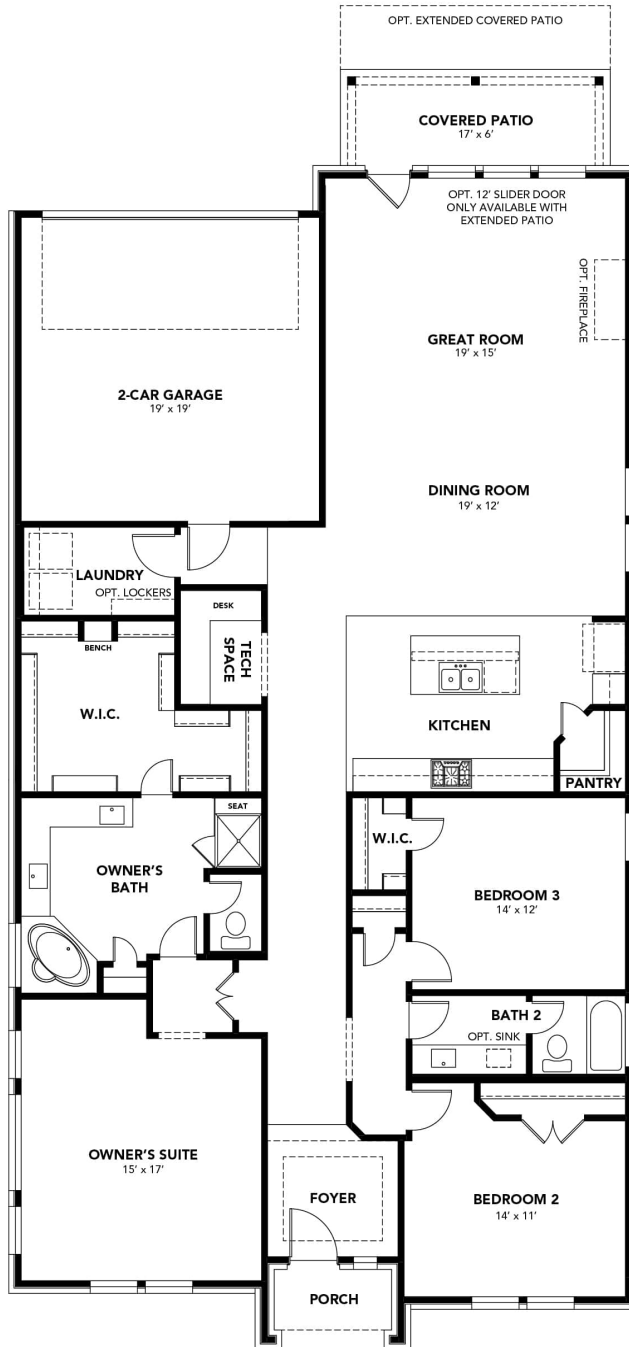 OPT. EXTENDED COVERED PATIO
COVERED PATIO
17' x 6'
OPT. 12' SLIDER DOOR
ONLY AVAILABLE WITH
EXTENDED PATIO
OPT. FIREPLACE
GREAT ROOM
19' x 15'
2-CAR GARAGE
19' x 19'
DINING ROOM
19' x 12'
LAUNDRY
OPT. LOCKERS
DESK
TECH
SPACE
BENCH
W.I.C.
KITCHEN
PANTRY
SEAT
OWNER'S
BATH
W.I.C.
BEDROOM 3
14' x 12'
BATH 2
OPT. SINK
OWNER'S SUITE
15' x 17'
FOYER
BEDROOM 2
14' x 11'
PORCH